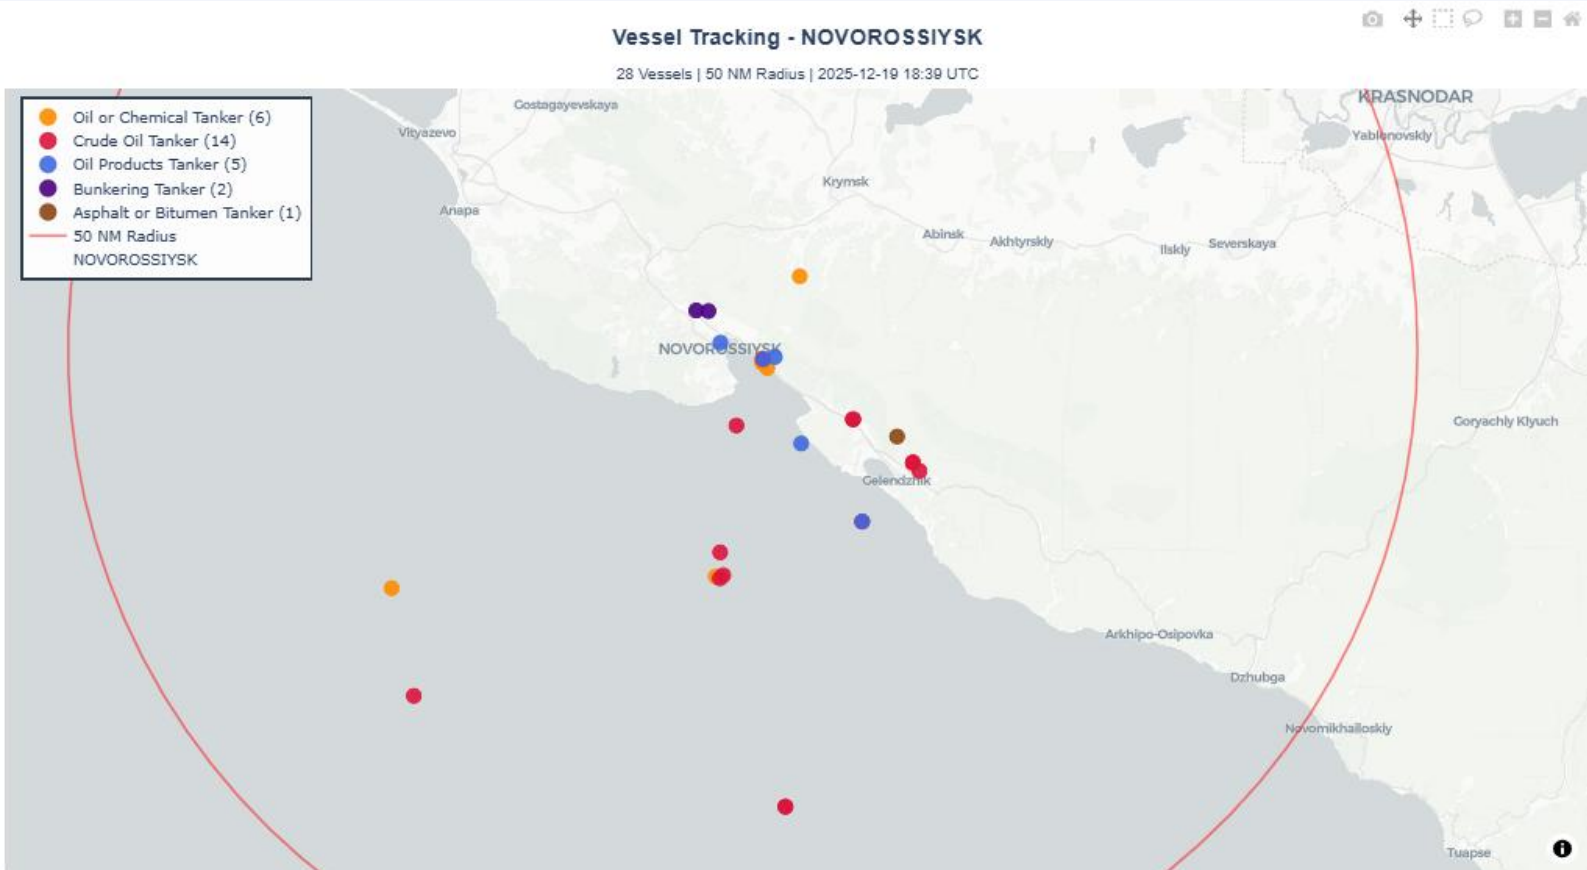 Vessel Tracking - NOVOROSSIYSK
28 Vessels | 50 NM Radius | 2025-12-19 18:39 UTC
Oil or Chemical Tanker (6)
Crude Oil Tanker (14)
Oil Products Tanker (5)
Bunkering Tanker (2)
Asphalt or Bitumen Tanker (1)
50 NM Radius
NOVOROSSIYSK
Gostagayevskaya
KRASNODAR
Vityazevo
Yablonovskiy
Krymsk
Anapa
Abinsk
Akhtyrskiy
Ilskiy
Severskaya
NOVOROSSIYSK
Goryachiy Klyuch
Gelendzhik
Arkhipo-Osipovka
Dzhubga
Novomikhailoskiy
Tuapse